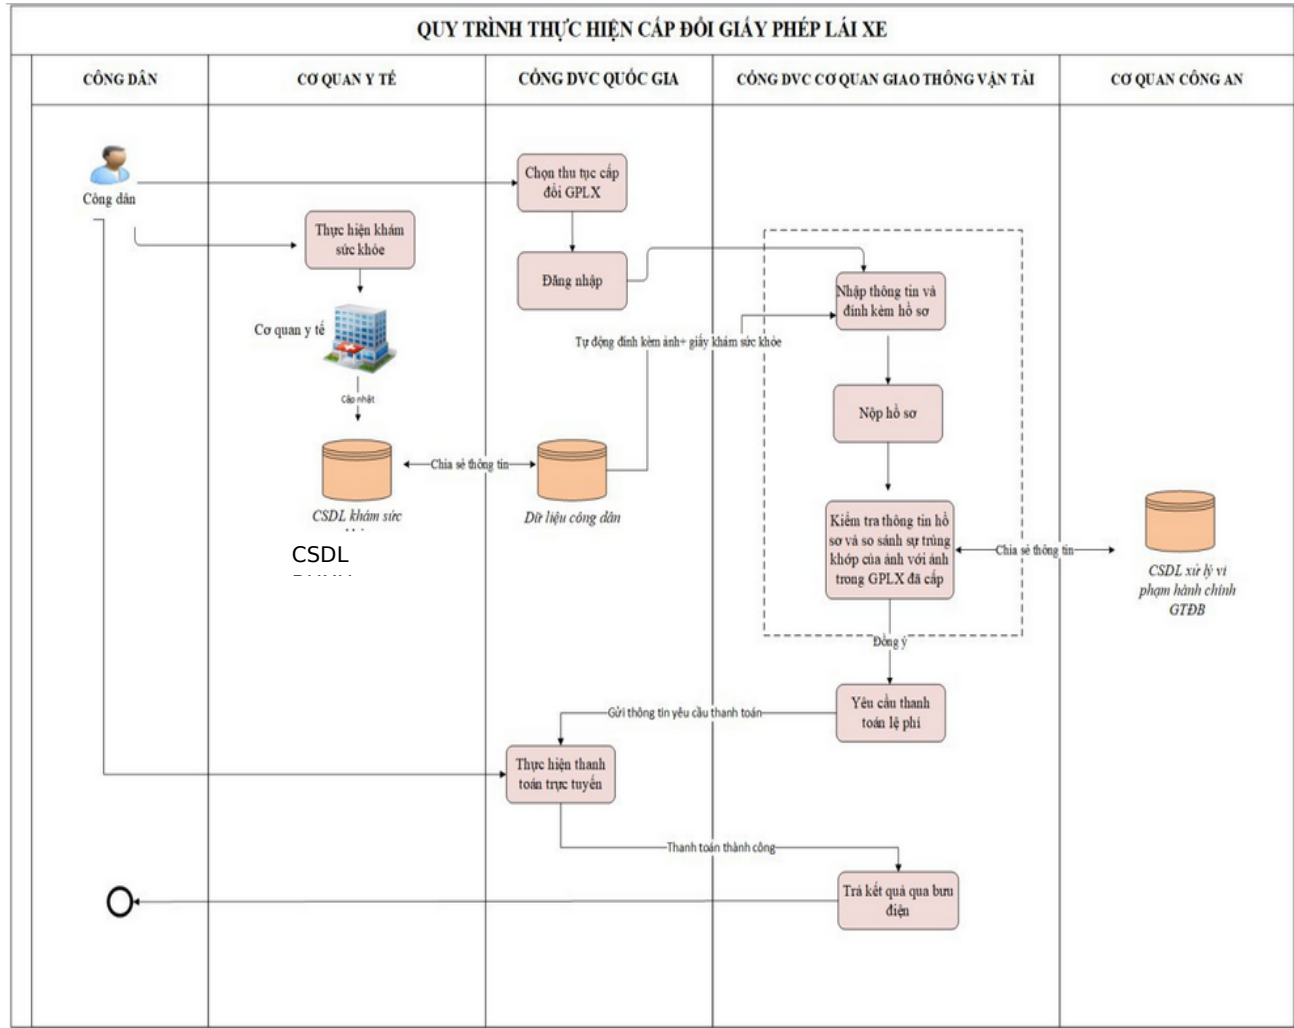 QUY TRÌNH THỰC HIỆN CẤP ĐỔI GIẤY PHÉP LÁI XE
CÔNG DÂN
CƠ QUAN Y TẾ
CỔNG DVC QUỐC GIA
CỔNG DVC CƠ QUAN GIAO THÔNG VẬN TẢI
CƠ QUAN CÔNG AN
Công dân
Chọn thu tục cấp
đổi GPLX
Thực hiện khám
sức khỏe
Đăng nhập
Nhập thông tin và
đính kèm hồ sơ
Cơ quan y tế
Tự động đính kèm ảnh+ giấy khám sức khỏe
Cập nhật
Nộp hồ sơ
Chia sẻ thông tin
CSDL khám sức
Dữ liệu công dân
CSDL
Kiểm tra thông tin hồ
sơ và so sánh sự trùng
khớp của ảnh với ảnh
trong GPLX đã cấp
Chia sẻ thông tin
CSDL xử lý vi
phạm hành chính
GTĐB
Đồng ý
Yêu cầu thanh
toán lệ phí
Gửi thông tin yêu cầu thanh toán
Thực hiện thanh
toán trực tuyến
Thanh toán thành công
Trả kết quả qua bưu
điện